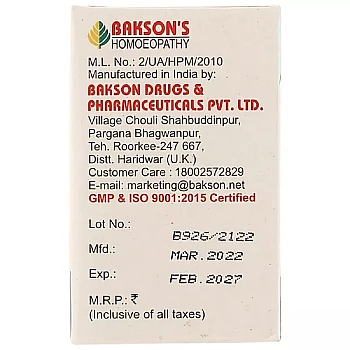 BAKSON'S
HOMOEOPATHY
M.L. No.: 2/UA/HPM/2010
Manufactured in India by:
BAKSON DRUGS &
PHARMACEUTICALS PVT. LTD.
Village Chouli Shahbuddinpur,
Pargana Bhagwanpur,
Teh. Roorkee-247 667,
Distt. Haridwar (U.K.)
Customer Care : 18002572829
E-mail: marketing@bakson.net
GMP & ISO 9001:2015 Certified
Lot No.: B926/2122
Mfd.: MAR.2022
Exp.: FEB.2027
M.R.P.: ₹
(Inclusive of all taxes)